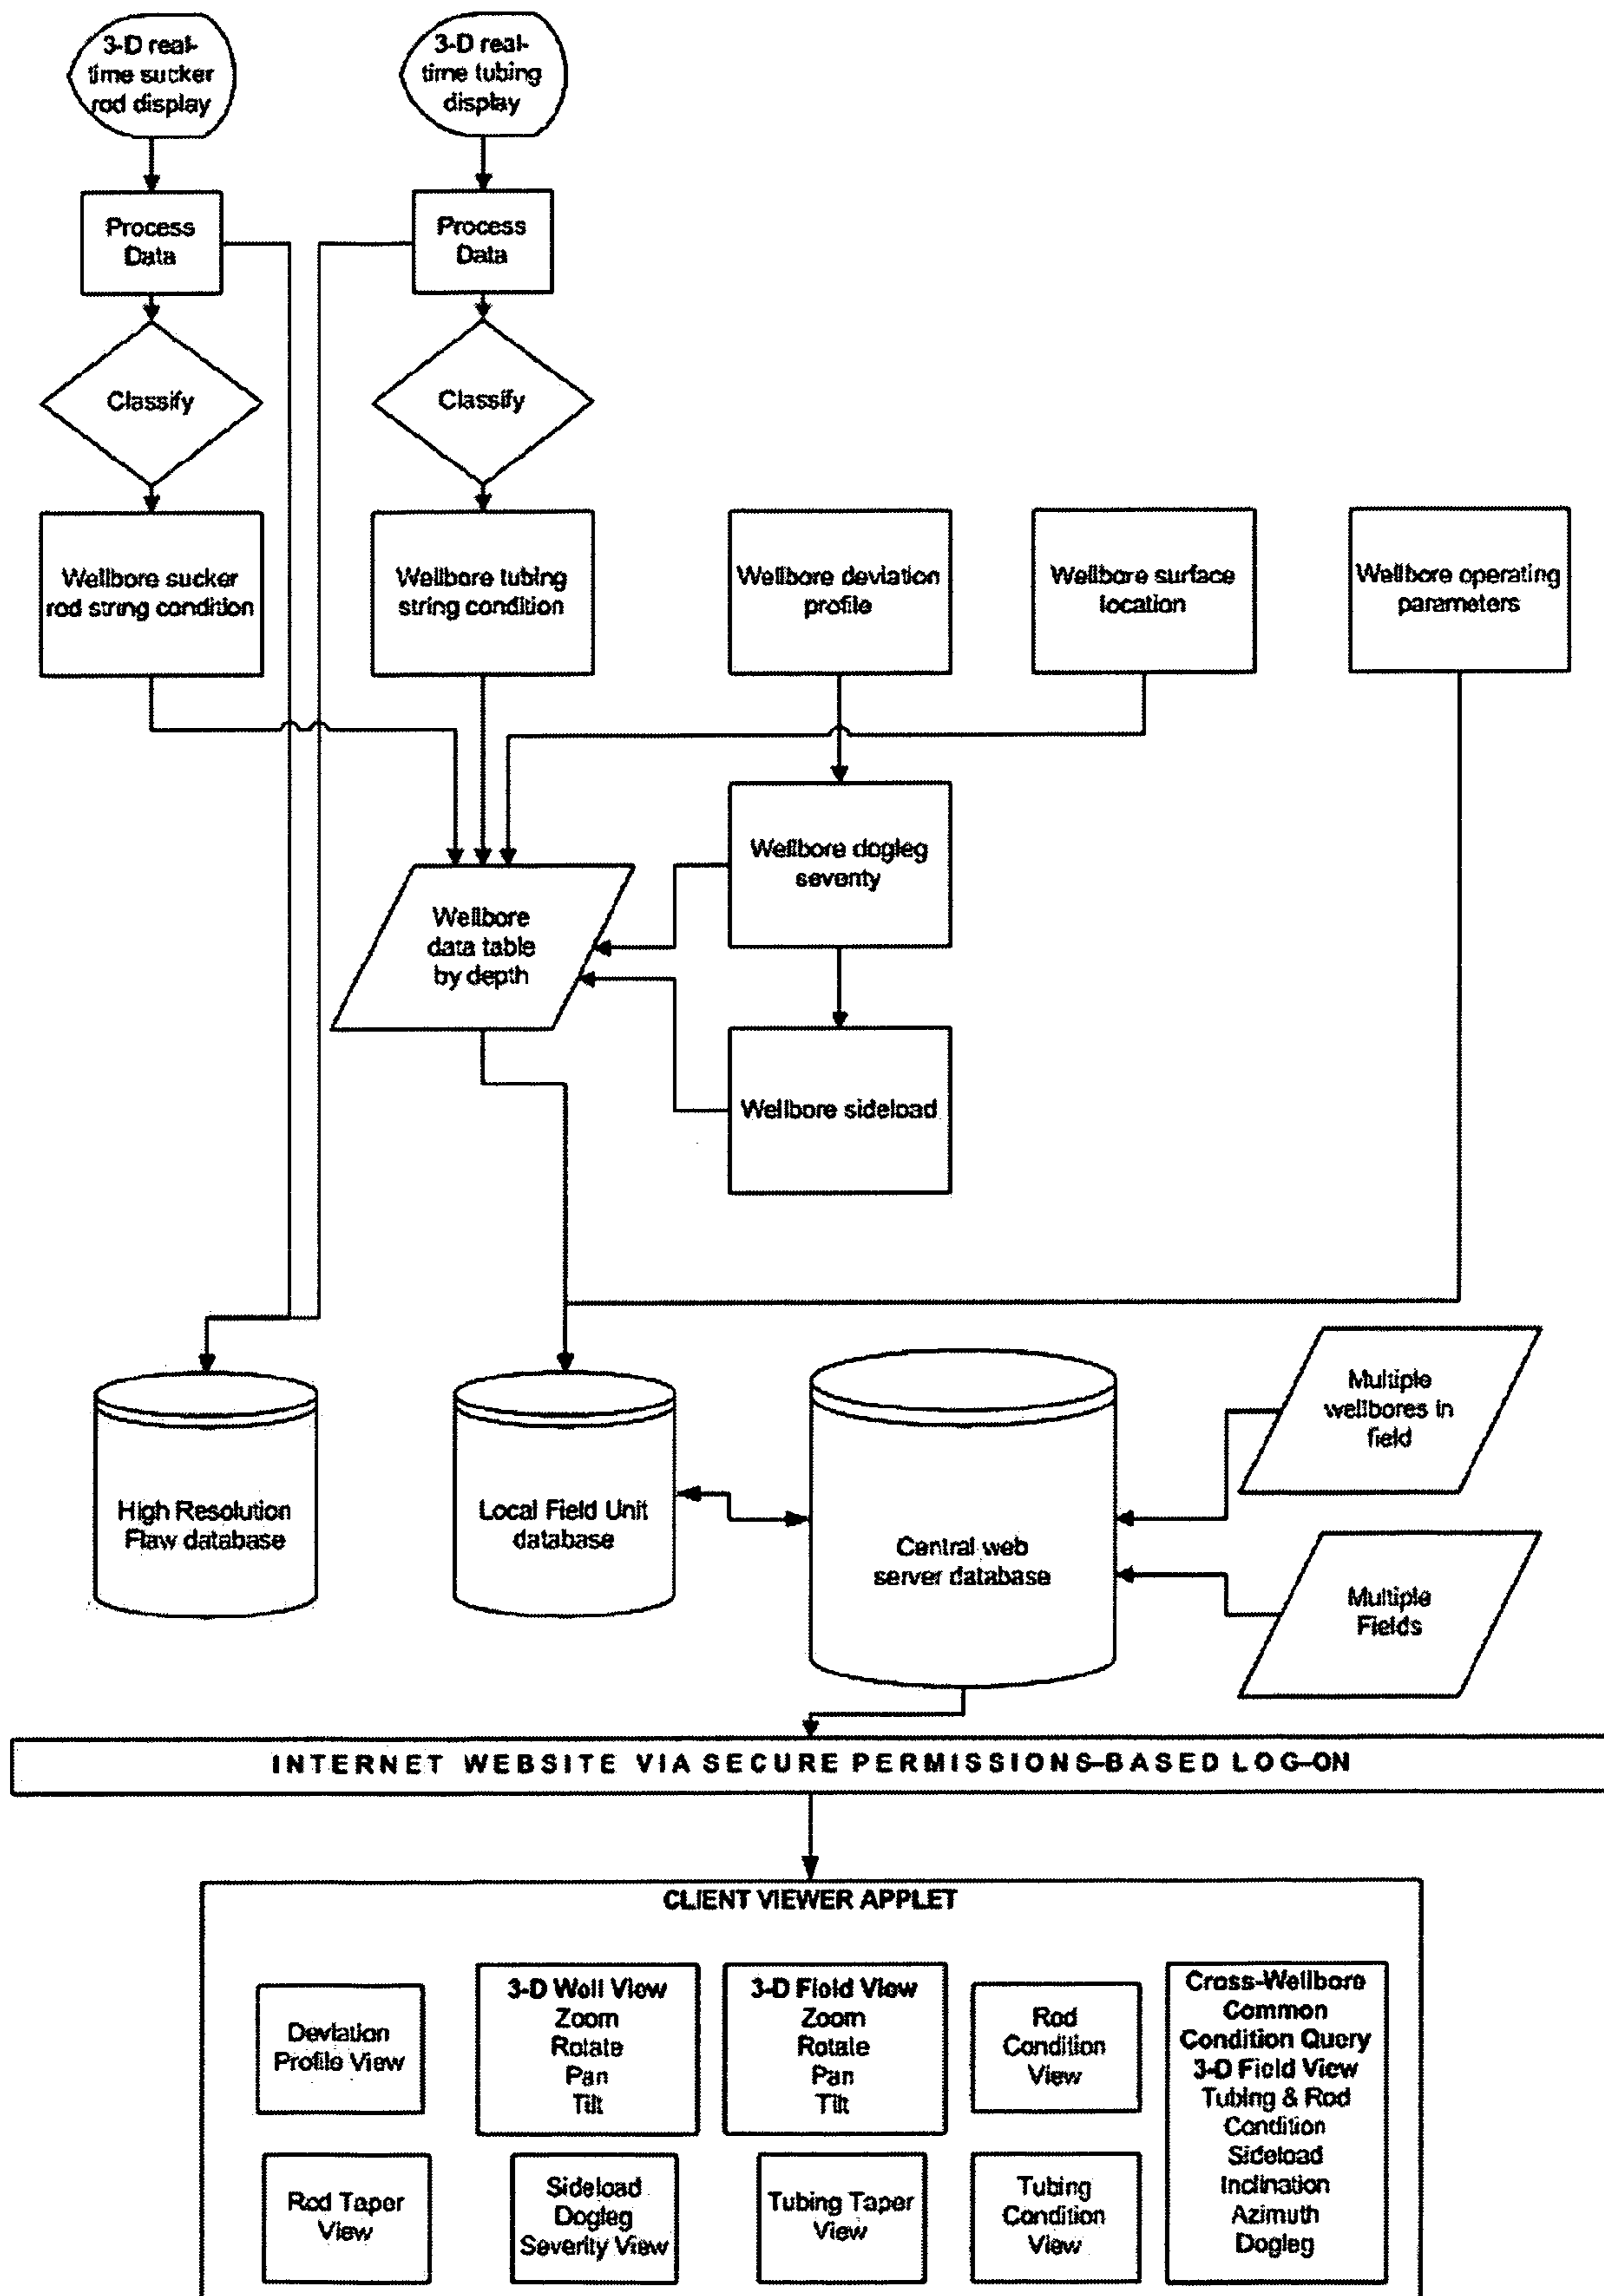 3-D real-
time sucker
rod display
3-D real-
time tubing
display
Process
Data
Process
Data
Classify
Classify
Wellbore sucker
rod string condition
Wellbore tubing
string condition
Wellbore deviation
profile
Wellbore surface
location
Wellbore operating
parameters
Wellbore dogleg
severity
Wellbore
data table
by depth
Wellbore sideload
Multiple
wellbores in
field
High Resolution
Flaw database
Local Field Unit
database
Central web
server database
Multiple
Fields
INTERNET WEBSITE VIA SECURE PERMISSIONS-BASED LOG-ON
CLIENT VIEWER APPLET
Deviation
Profile View
3-D Well View
Zoom
Rotate
Pan
Tilt
3-D Field View
Zoom
Rotate
Pan
Tilt
Rod
Condition
View
Cross-Wellbore
Common
Condition Query
3-D Field View
Tubing & Rod
Condition
Sideload
Inclination
Azimuth
Dogleg
Rod Taper
View
Sideload
Dogleg
Severity View
Tubing Taper
View
Tubing
Condition
View